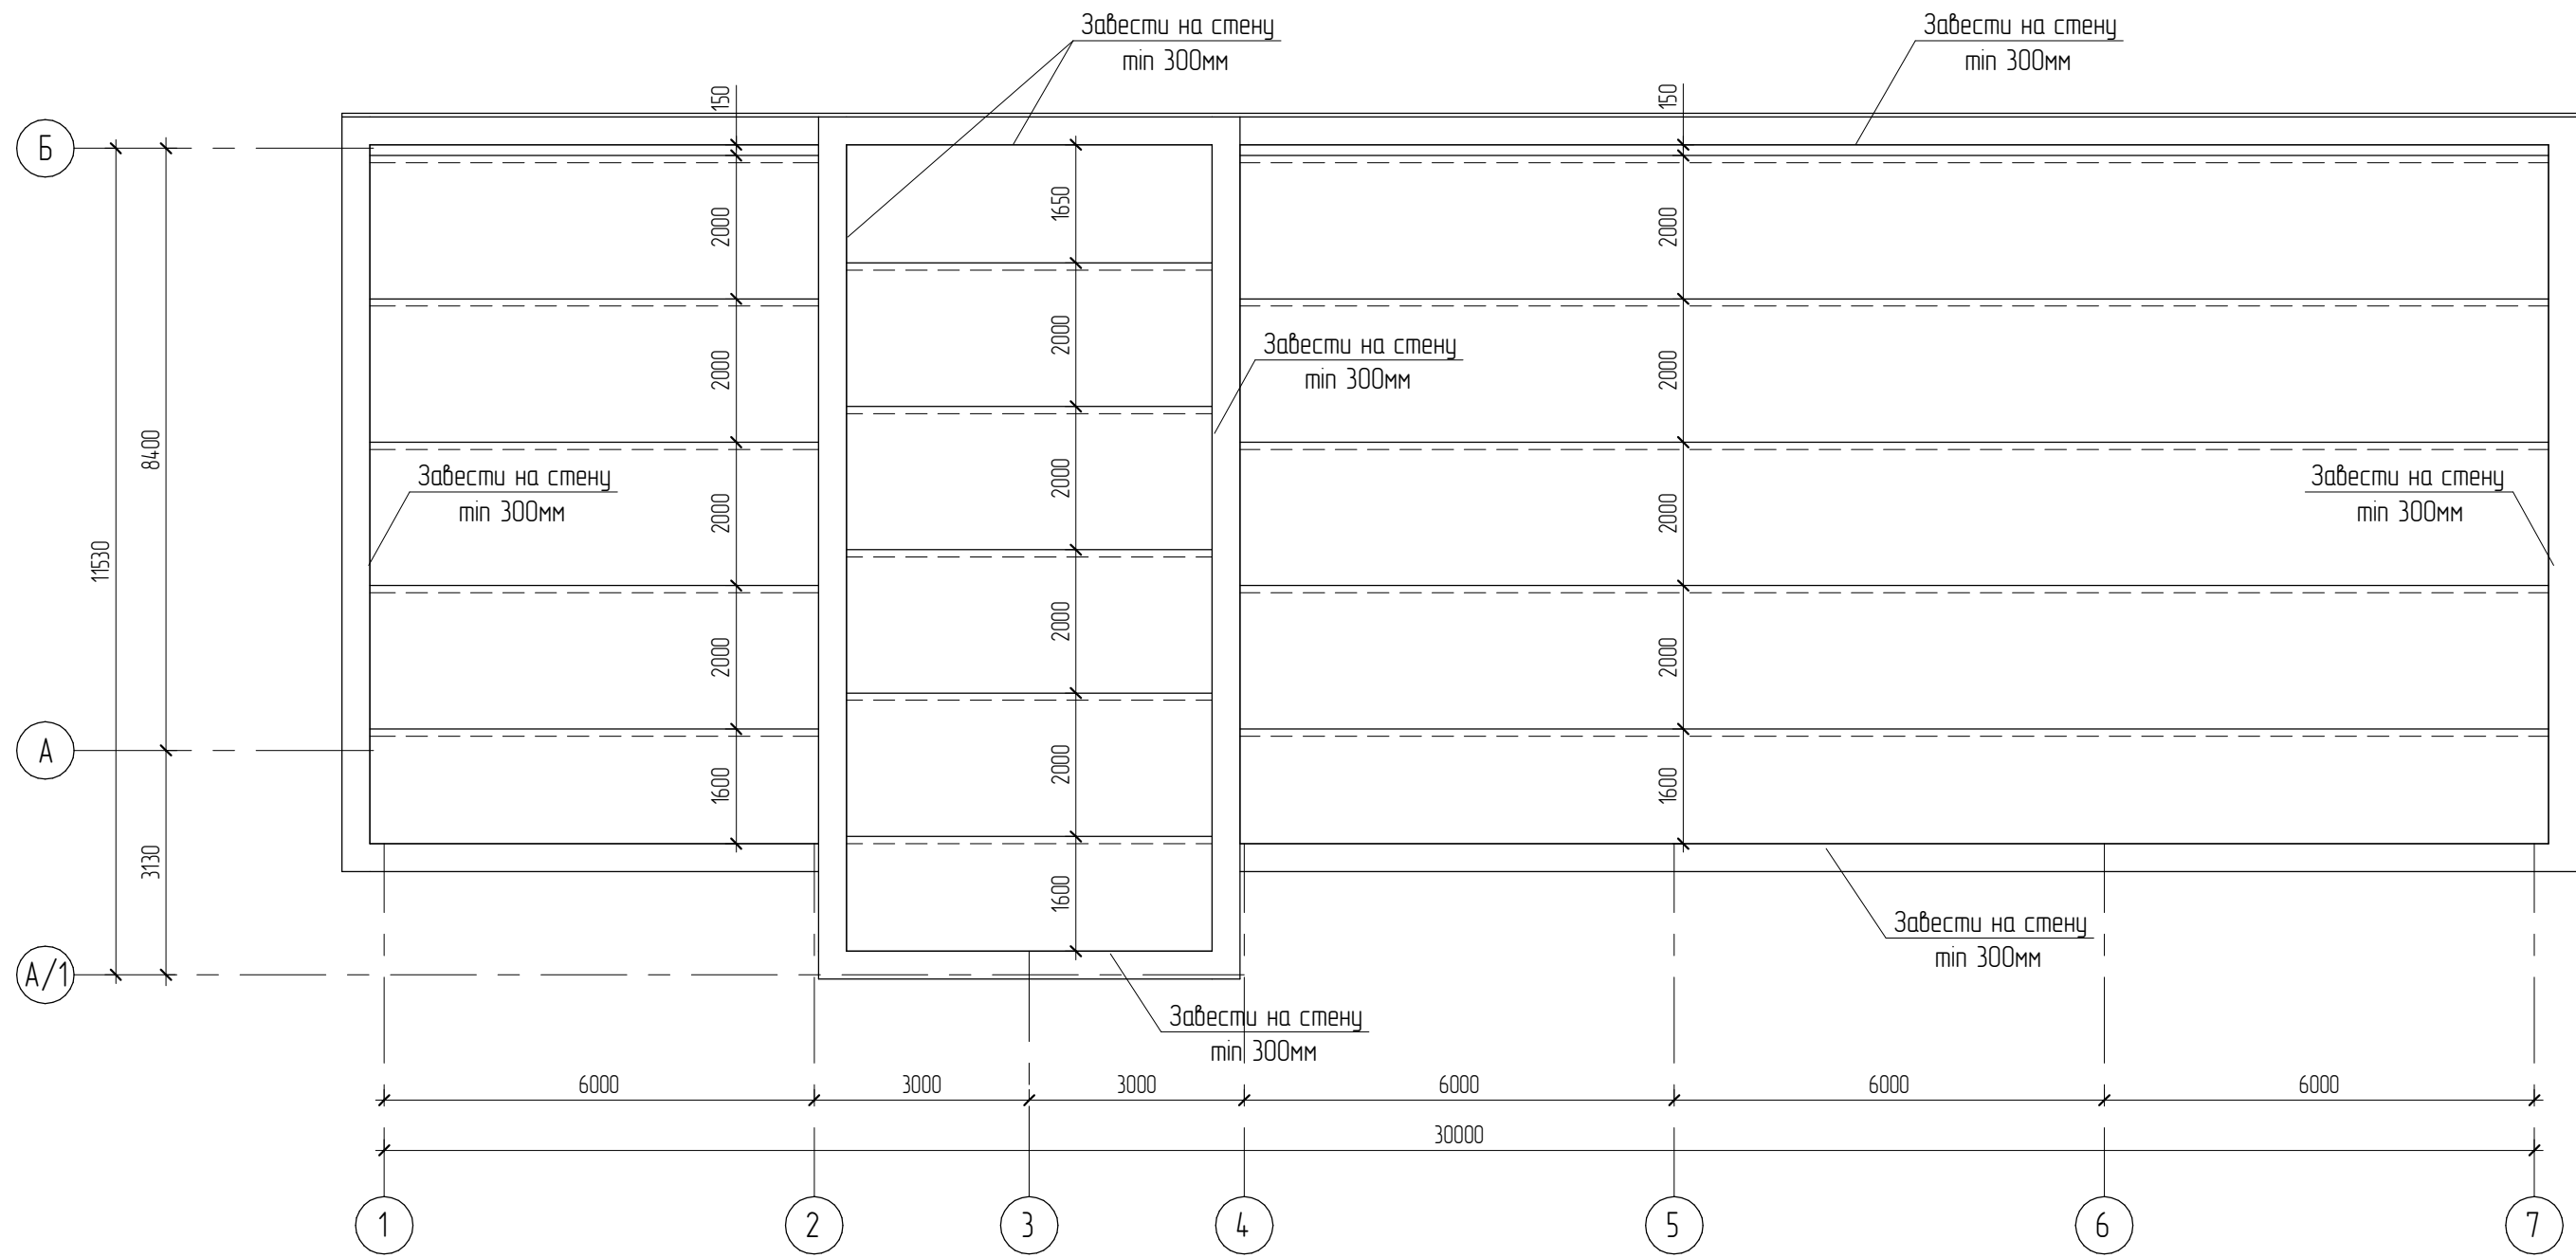 Завести на стену
min 300мм
Завести на стену
min 300мм
150
150
Б
1650
2000
2000
2000
Завести на стену
min 300мм
2000
2000
8400
Завести на стену
min 300мм
2000
Завести на стену
min 300мм
2000
2000
11530
2000
2000
2000
А
2000
1600
1600
3130
1600
Завести на стену
min 300мм
А/1
Завести на стену
min 300мм
6000
3000
3000
6000
6000
6000
30000
1
2
3
4
5
6
7